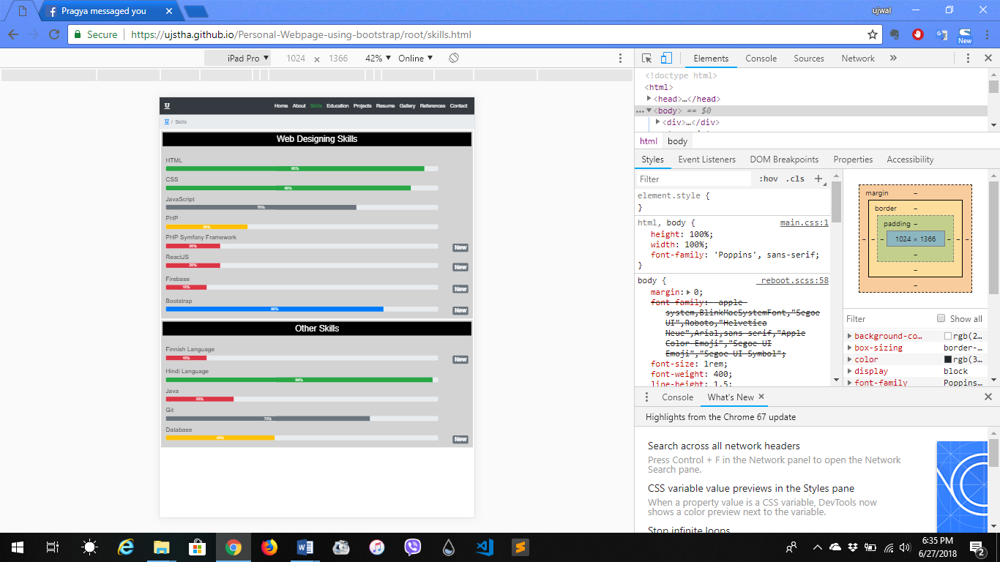 Pragya messaged you
ujwal
Secure
https://ujstha.github.io/Personal-Webpage-using-bootstrap/root/skills.html
New
iPad Pro ▾ 1024 × 1366 42% ▾ Online ▾
U Home About Skills Education Projects Resume Gallery References Contact
U / Skills
Web Designing Skills
HTML
95%
CSS
90%
JavaScript
70%
PHP
30%
PHP Symfony Framework
20%
New
ReactJS
20%
New
Firebase
15%
New
Bootstrap
80%
New
Other Skills
Finnish Language
15%
New
Hindi Language
98%
Java
25%
Git
75%
Database
40%
New
Elements Console Sources Network »
<!doctype html>
<html>
<head>…</head>
<body> == $0
<div>…</div>
html body
Styles Event Listeners DOM Breakpoints Properties Accessibility
Filter :hov .cls +
element.style {
}
html, body { main.css:1
height: 100%;
width: 100%;
font-family: 'Poppins', sans-serif;
}
body { _reboot.scss:58
margin: 0;
font-family: -apple-
system,BlinkMacSystemFont,"Segoe
UI",Roboto,"Helvetica
Neue",Arial,sans-serif,"Apple
Color Emoji","Segoe UI
Emoji","Segoe UI Symbol";
font-size: 1rem;
font-weight: 400;
line-height: 1.5;
margin –
border –
padding –
– – – 1024 × 1366 – – –
–
–
–
Filter Show all
background-co… rgb(2…
box-sizing border-…
color rgb(3…
display block
font-family Poppins…
Console What's New ×
Highlights from the Chrome 67 update
Search across all network headers
Press Control + F in the Network panel to open the Network
Search pane.
CSS variable value previews in the Styles pane
When a property value is a CSS variable, DevTools now
shows a color preview next to the variable.
Stop infinite loops
6:35 PM
6/27/2018
2